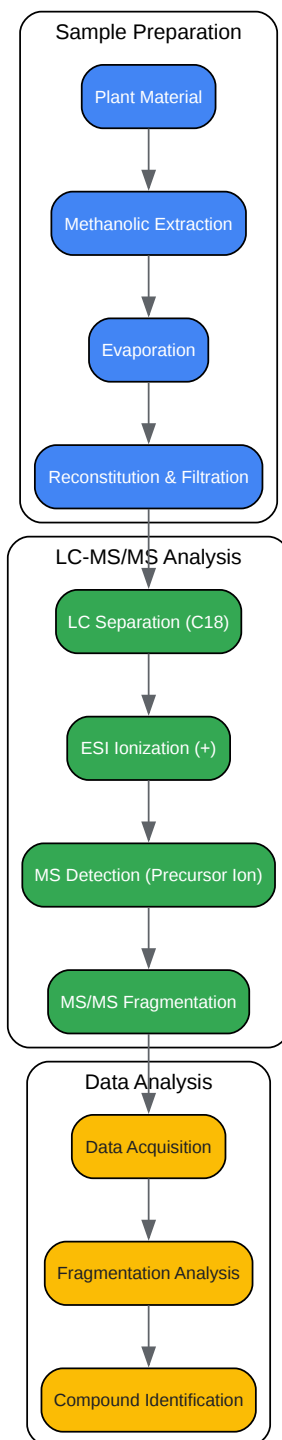 Sample Preparation
Plant Material
Methanolic Extraction
Evaporation
Reconstitution & Filtration
LC-MS/MS Analysis
LC Separation (C18)
ESI Ionization (+)
MS Detection (Precursor Ion)
MS/MS Fragmentation
Data Analysis
Data Acquisition
Fragmentation Analysis
Compound Identification